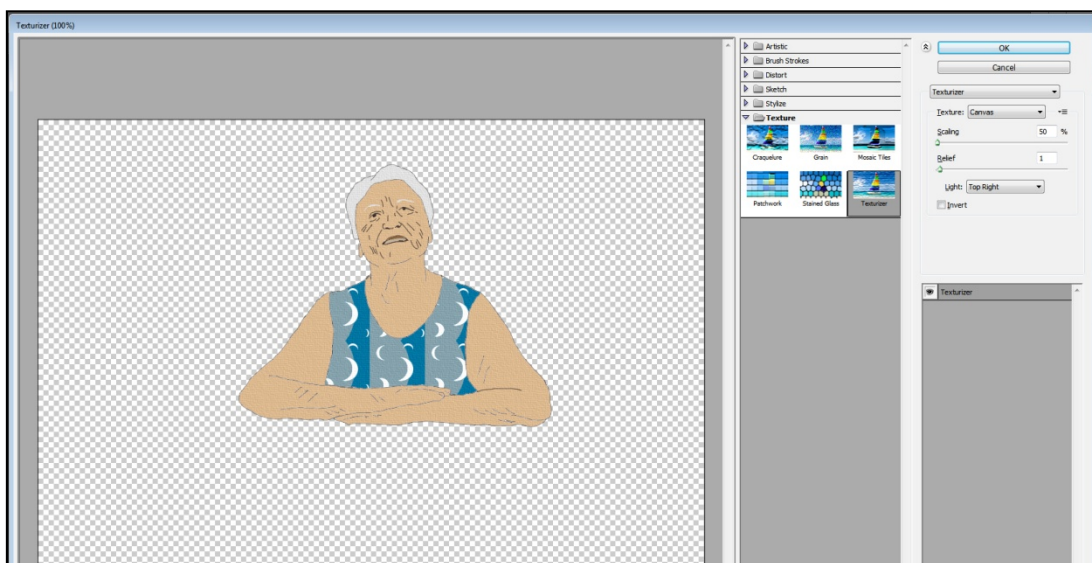 Texturizer (100%)
Artistic
Brush Strokes
Distort
Sketch
Stylize
Texture
Craquelure
Grain
Mosaic Tiles
Patchwork
Stained Glass
Texturizer
OK
Cancel
Texturizer
Texture: Canvas
Scaling 50 %
Relief 1
Light: Top Right
Invert
Texturizer